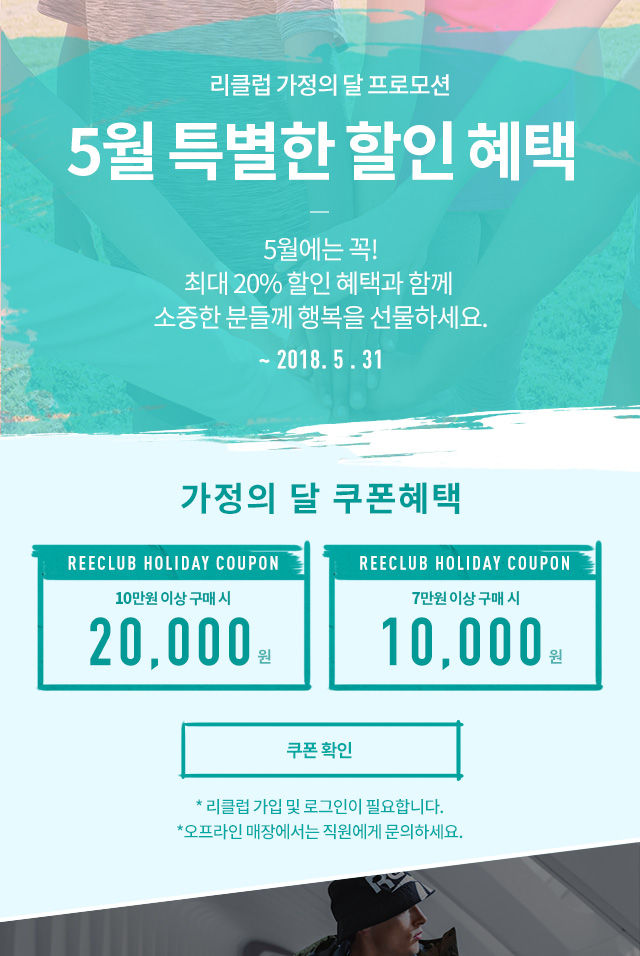 리클럽 가정의 달 프로모션
5월 특별한 할인 혜택
5월에는 꼭!
최대 20% 할인 혜택과 함께
소중한 분들께 행복을 선물하세요.
~ 2018. 5 . 31
가정의 달 쿠폰혜택
REECLUB HOLIDAY COUPON
10만원 이상 구매 시
20,000 원
REECLUB HOLIDAY COUPON
7만원 이상 구매 시
10,000 원
쿠폰 확인
* 리클럽 가입 및 로그인이 필요합니다.
*오프라인 매장에서는 직원에게 문의하세요.